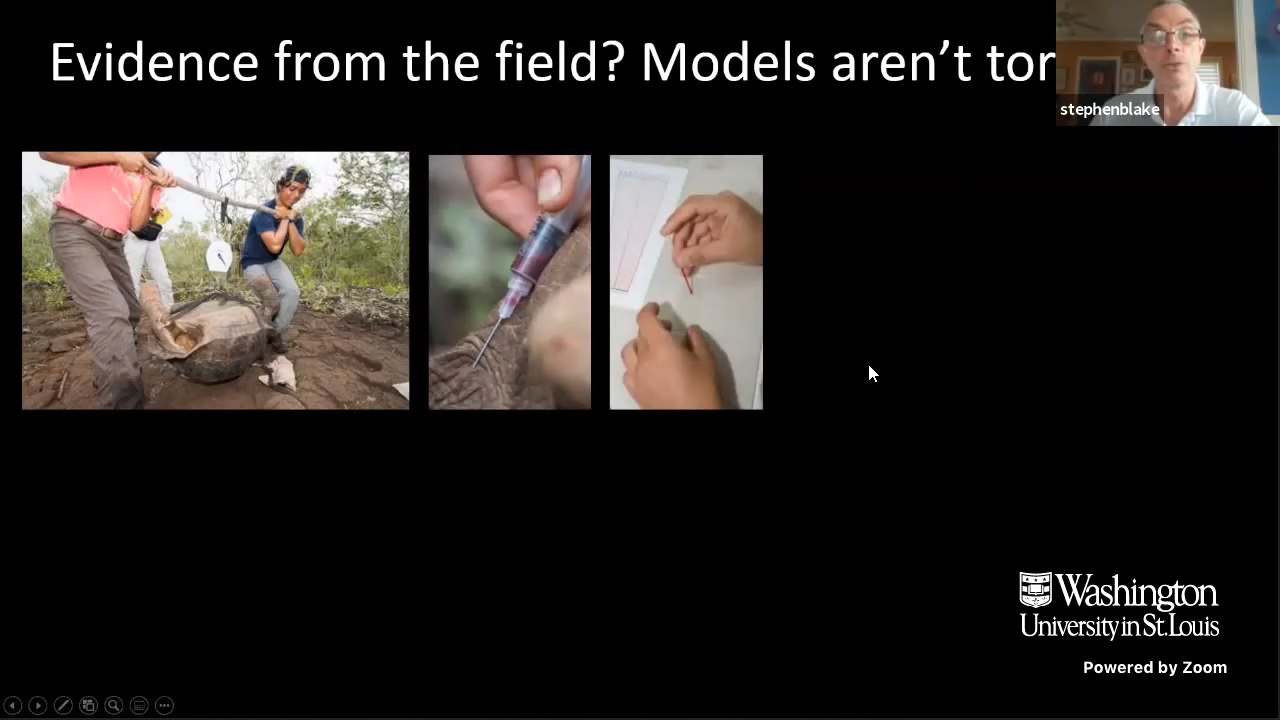 Evidence from the field? Models aren’t tor
stephenblake
Washington
University in St. Louis
Powered by Zoom